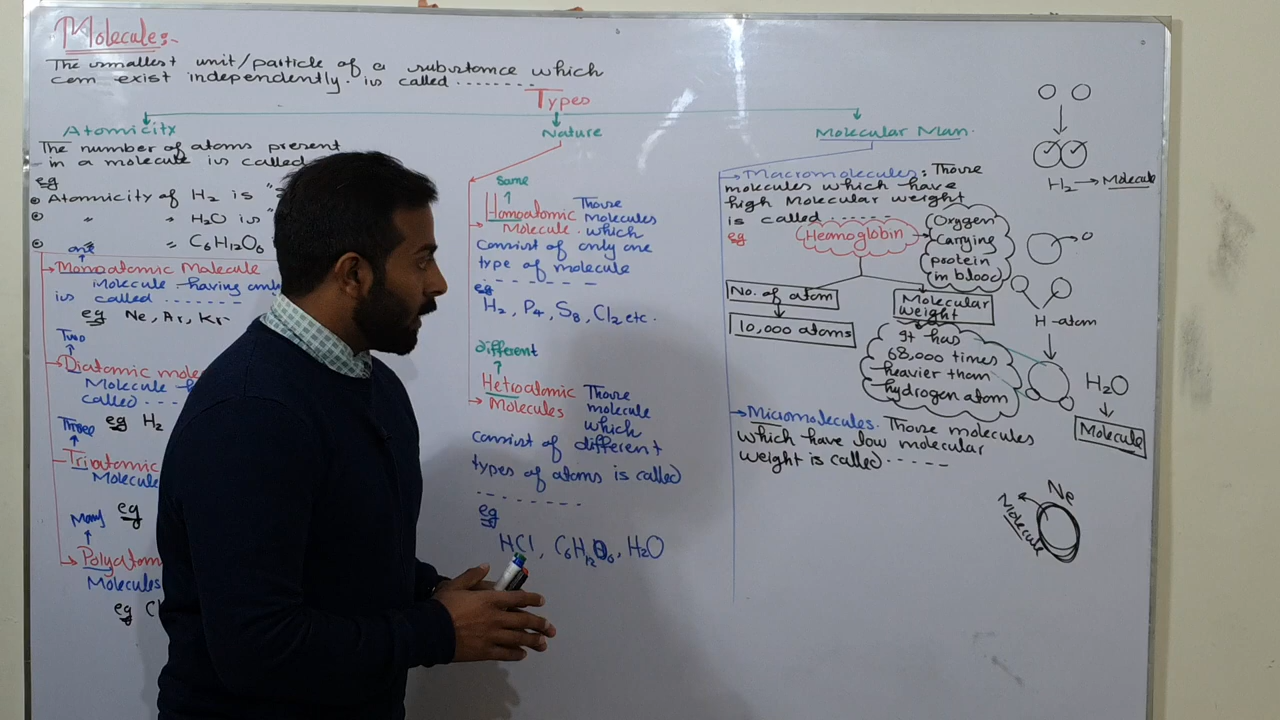 Molecules.
The smallest unit/particle of a substance which
can exist independently. is called --------
Types
Atomicity
The number of atoms present
in a molecule is called
eg
Atomicity of H2 is "
" " H2O is "
" " C6H12O6
one
Monoatomic Molecule
Molecule having only
is called -------
eg Ne, Ar, Kr
Two
Diatomic
Molecule
called
eg H2
Three
Triatomic
Molecule
eg
Many
Molecules
eg
Nature
same
Homoatomic
Molecule. Those
Molecules
which
consist of only one
type of molecule
--------
eg
H2, P4, S8, Cl2 etc.
different
Hetroatomic
Molecules Those
molecule
which
consist of different
types of atoms is called
--------
eg
HCl, C6H12O6, H2O
Molecular Mass.
Macromolecules: Those
molecules which have
high Molecular weight
is called -----
eg Heamoglobin
Oxygen
Carrying
protein
(in blood)
No. of atom
10,000 atoms
Molecular
weight
It has
68,000 times
heavier than
hydrogen atom
Micromolecules. Those molecules
which have low molecular
weight is called -----
H2 → Molecule
O
H-atom
H2O
Molecule
Ne
Molecule